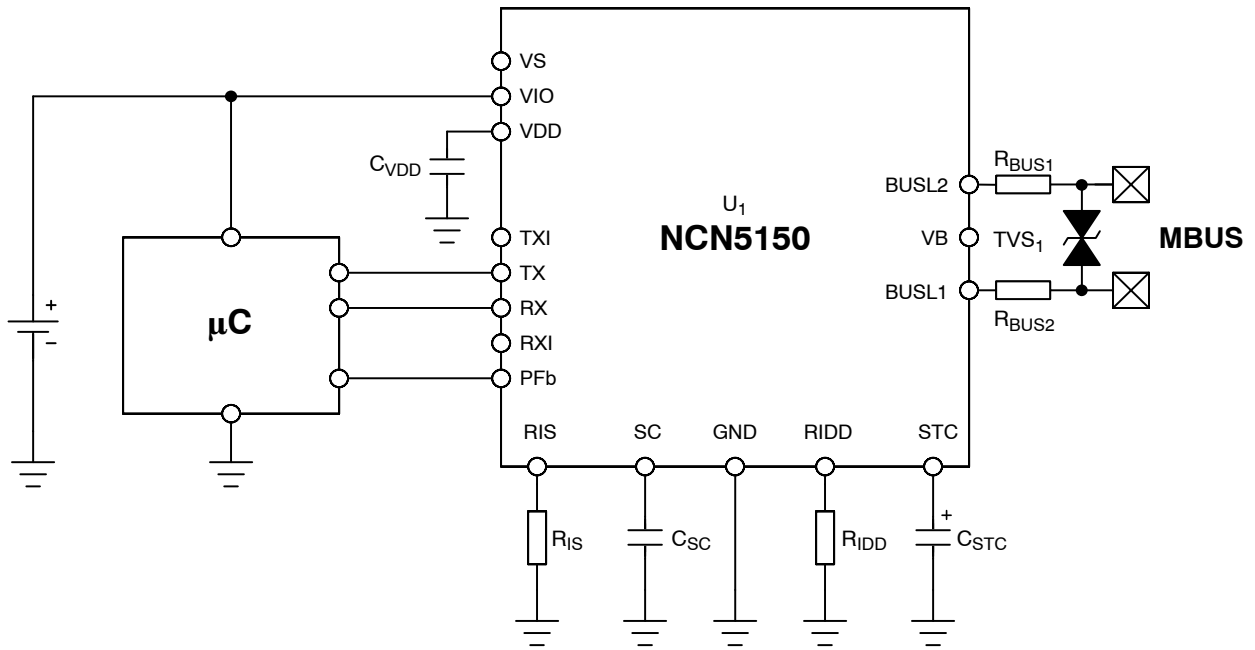 VS
VIO
VDD
C_VDD
TXI
TX
RX
RXI
PFb
μC
+
−
U1
NCN5150
BUSL2
VB
BUSL1
RBUS1
TVS1
RBUS2
MBUS
RIS
SC
GND
RIDD
STC
RIS
CSC
RIDD
+
CSTC